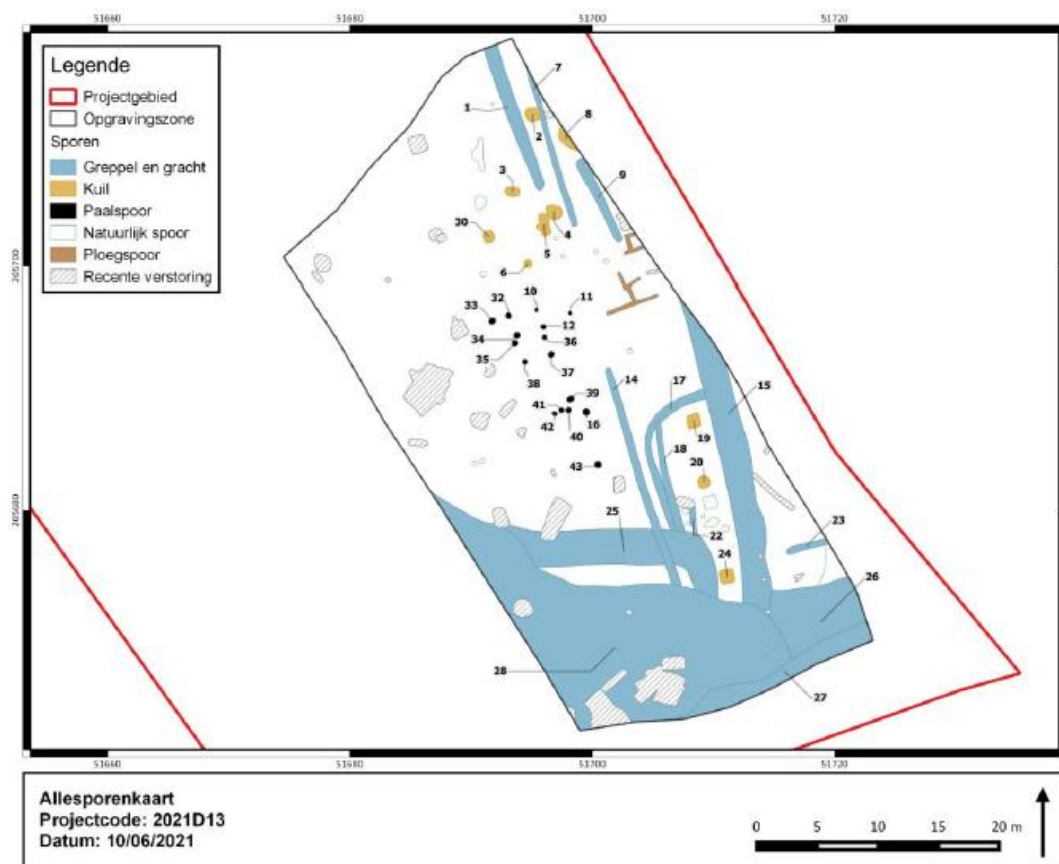 51660 51680 51700 51720
Legende
Projectgebied
Opgravingszone
Sporen
Greppel en gracht
Kuil
Paalspoor
Natuurlijk spoor
Ploegspoor
Recente verstoring
7
1
2
8
3
9
30
4
5
6
205700
10
11
33
32
12
34
36
35
37
38
14
17
15
39
41
16
19
42
40
18
20
43
205680
25
22
23
24
26
28
27
51660 51680 51700 51720
Allesporenkaart
Projectcode: 2021D13
Datum: 10/06/2021
0 5 10 15 20 m